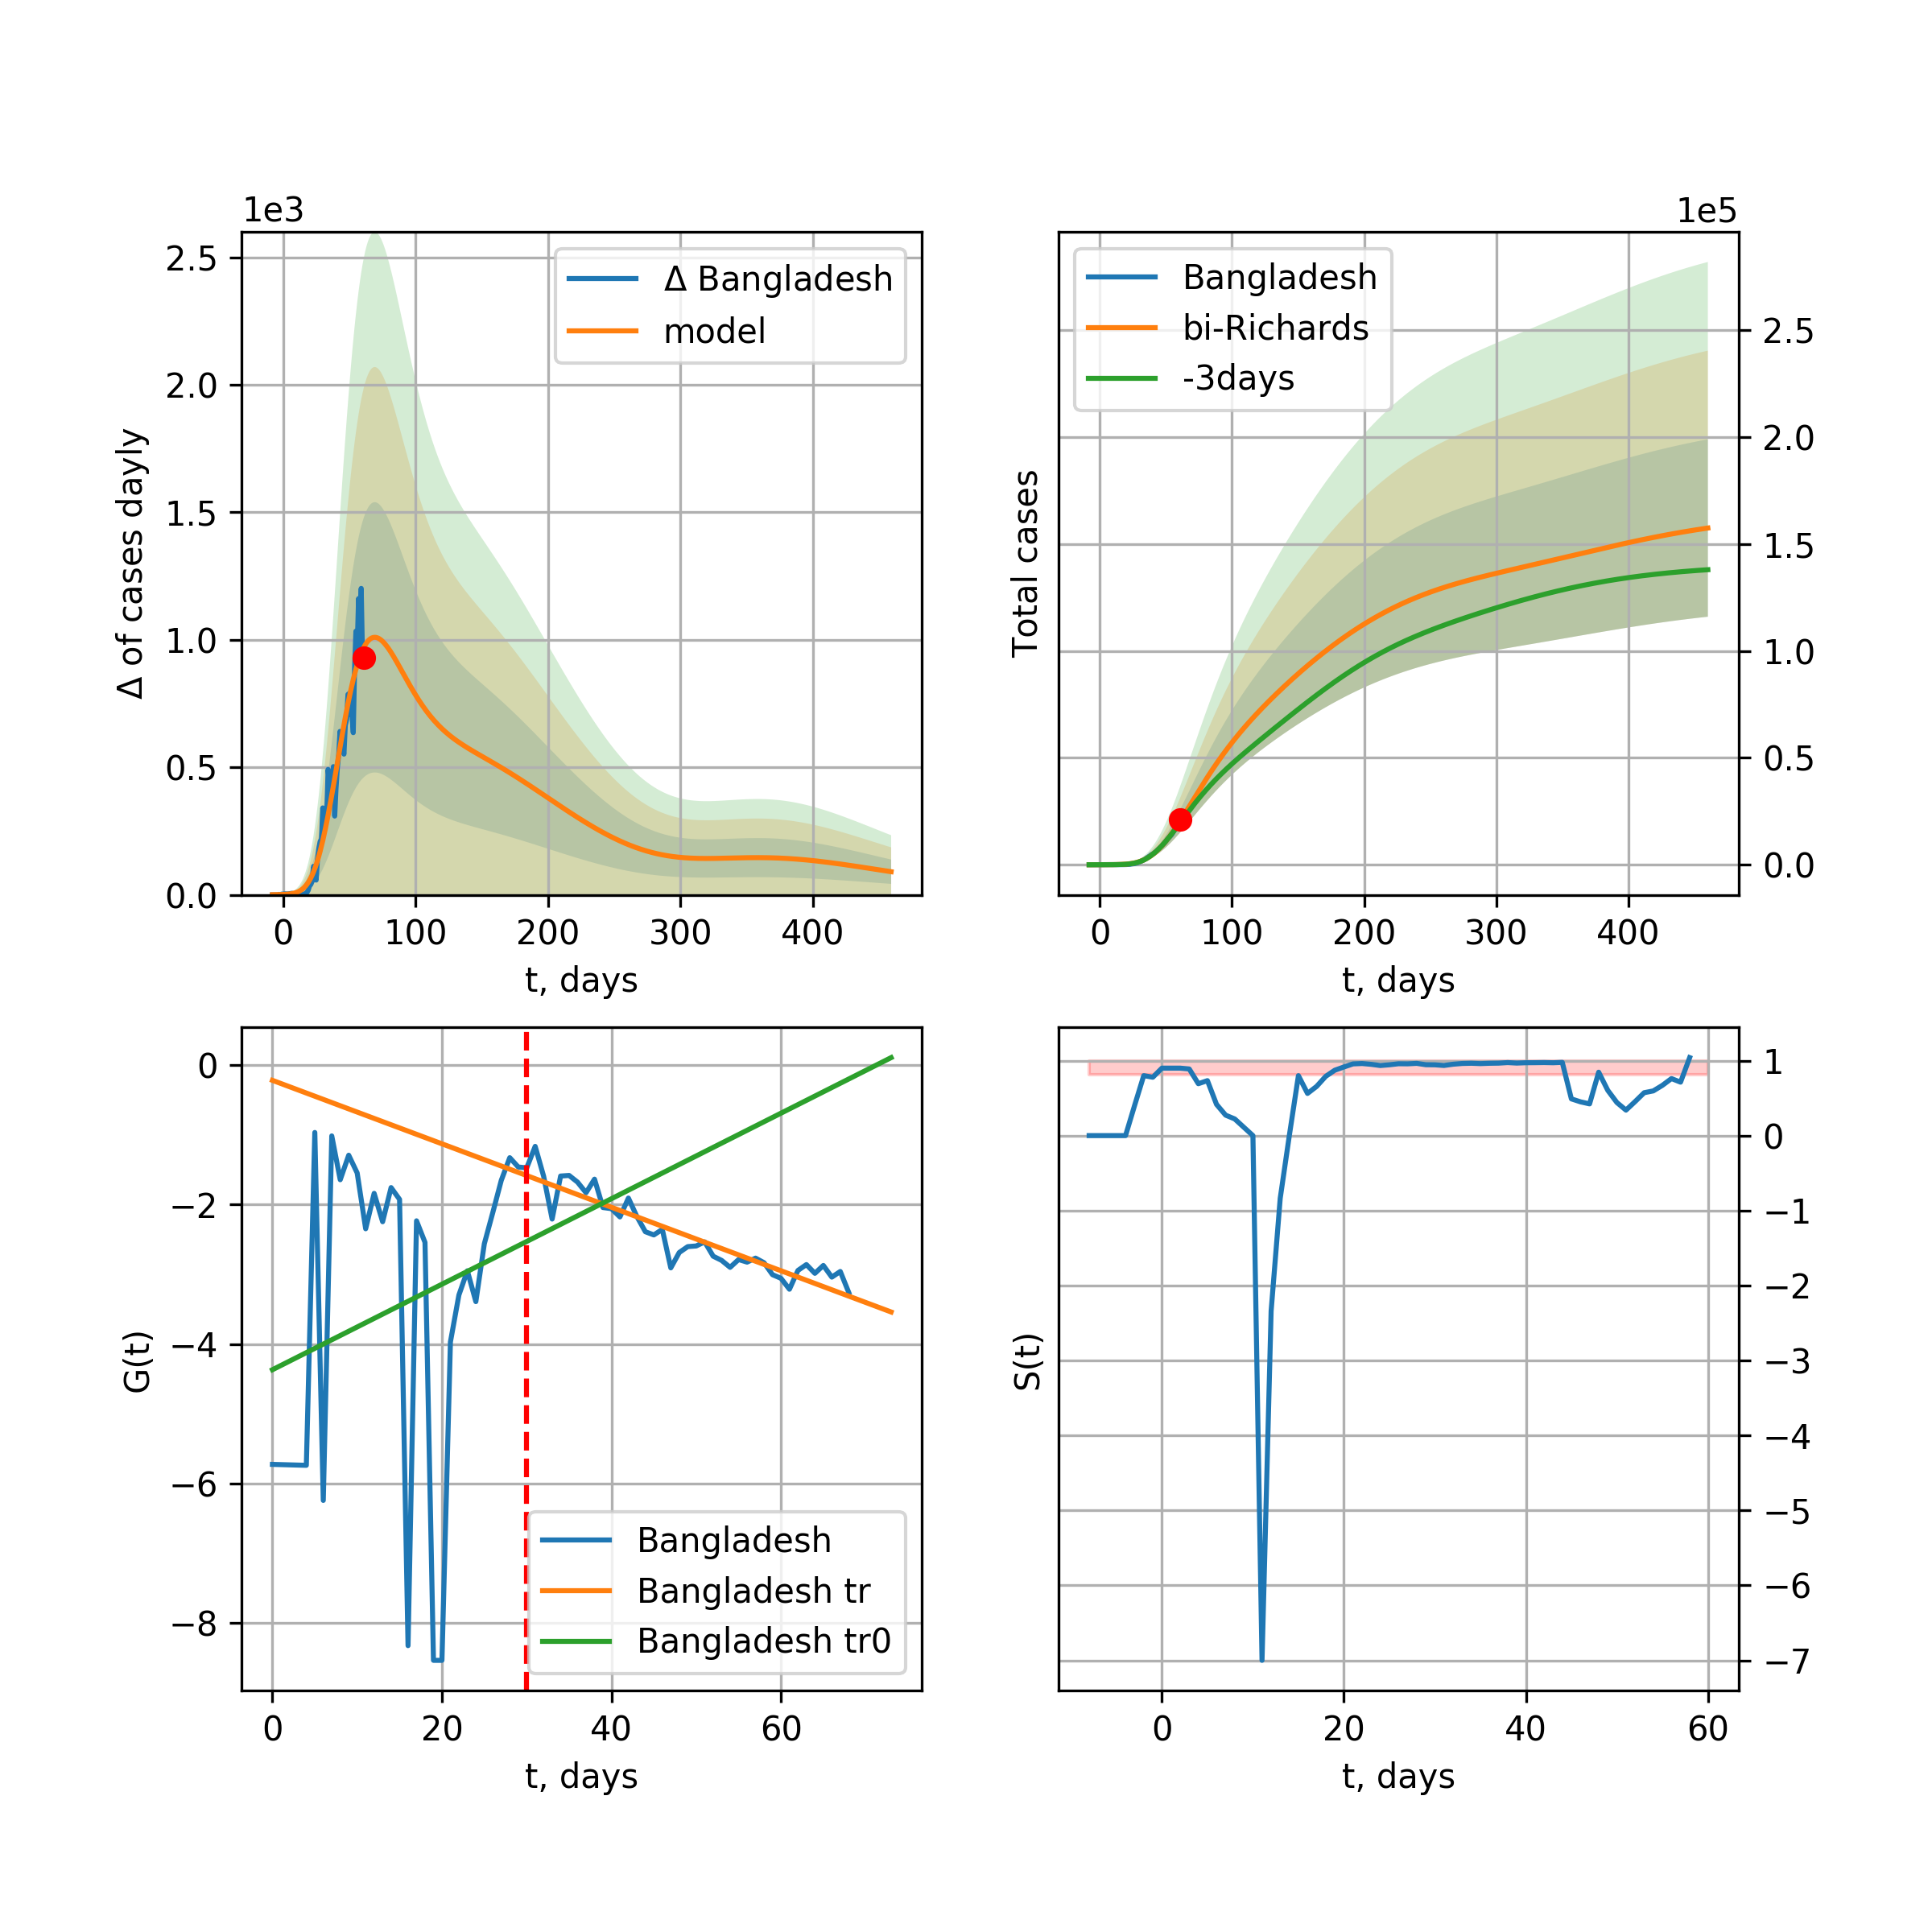 1e3
2.5
2.0
1.5
1.0
0.5
0.0
Δ of cases dayly
Δ Bangladesh
model
0 100 200 300 400
t, days
1e5
Total cases
Bangladesh
bi-Richards
-3days
2.5
2.0
1.5
1.0
0.5
0.0
0 100 200 300 400
t, days
0
−2
−4
−6
−8
G(t)
Bangladesh
Bangladesh tr
Bangladesh tr0
0 20 40 60
t, days
S(t)
1
0
−1
−2
−3
−4
−5
−6
−7
0 20 40 60
t, days